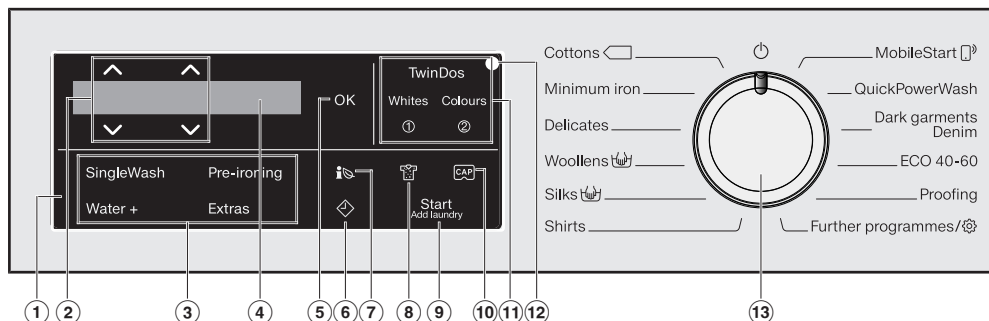 TwinDos
OK
Whites Colours
① ②
SingleWash Pre-ironing
CAP
Water + Extras
Start
Add laundry
Cottons
Minimum iron
Delicates
Woollens
Silks
Shirts
MobileStart
QuickPowerWash
Dark garments
Denim
ECO 40-60
Proofing
Further programmes/
① ② ③ ④ ⑤ ⑥ ⑦ ⑧ ⑨ ⑩ ⑪ ⑫ ⑬